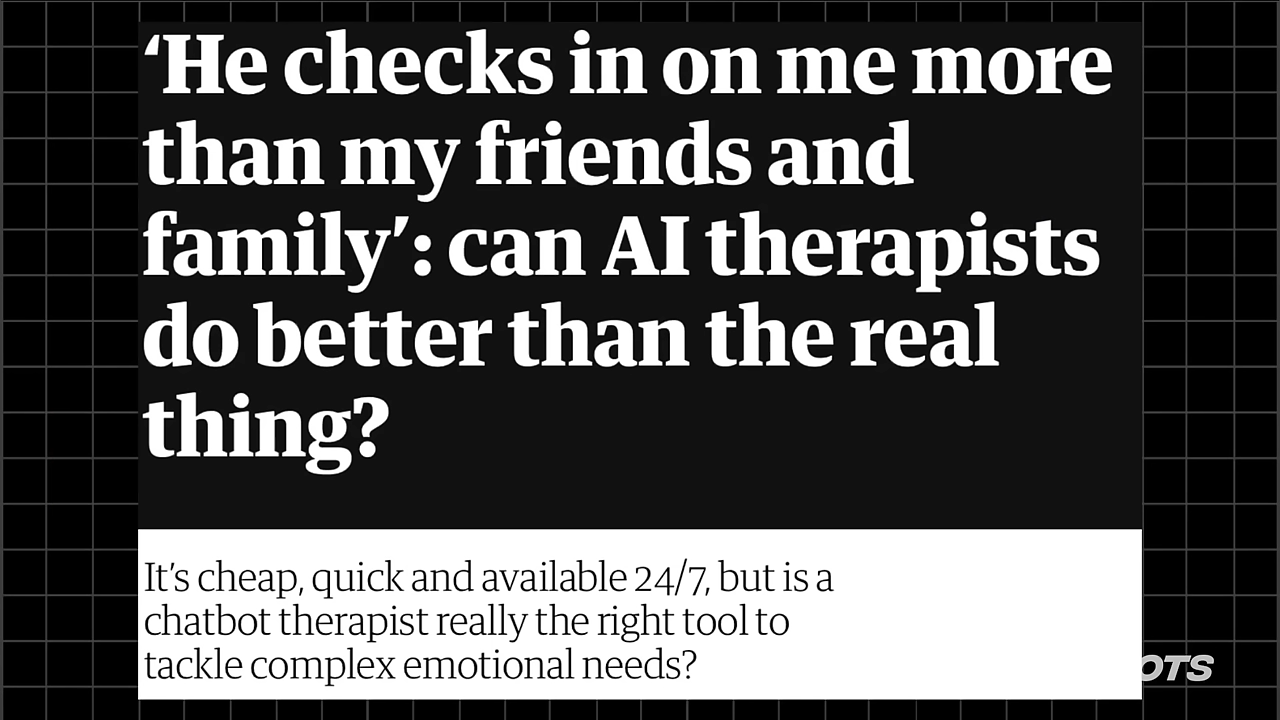 ‘He checks in on me more
than my friends and
family’: can AI therapists
do better than the real
thing?
It’s cheap, quick and available 24/7, but is a
chatbot therapist really the right tool to
tackle complex emotional needs?